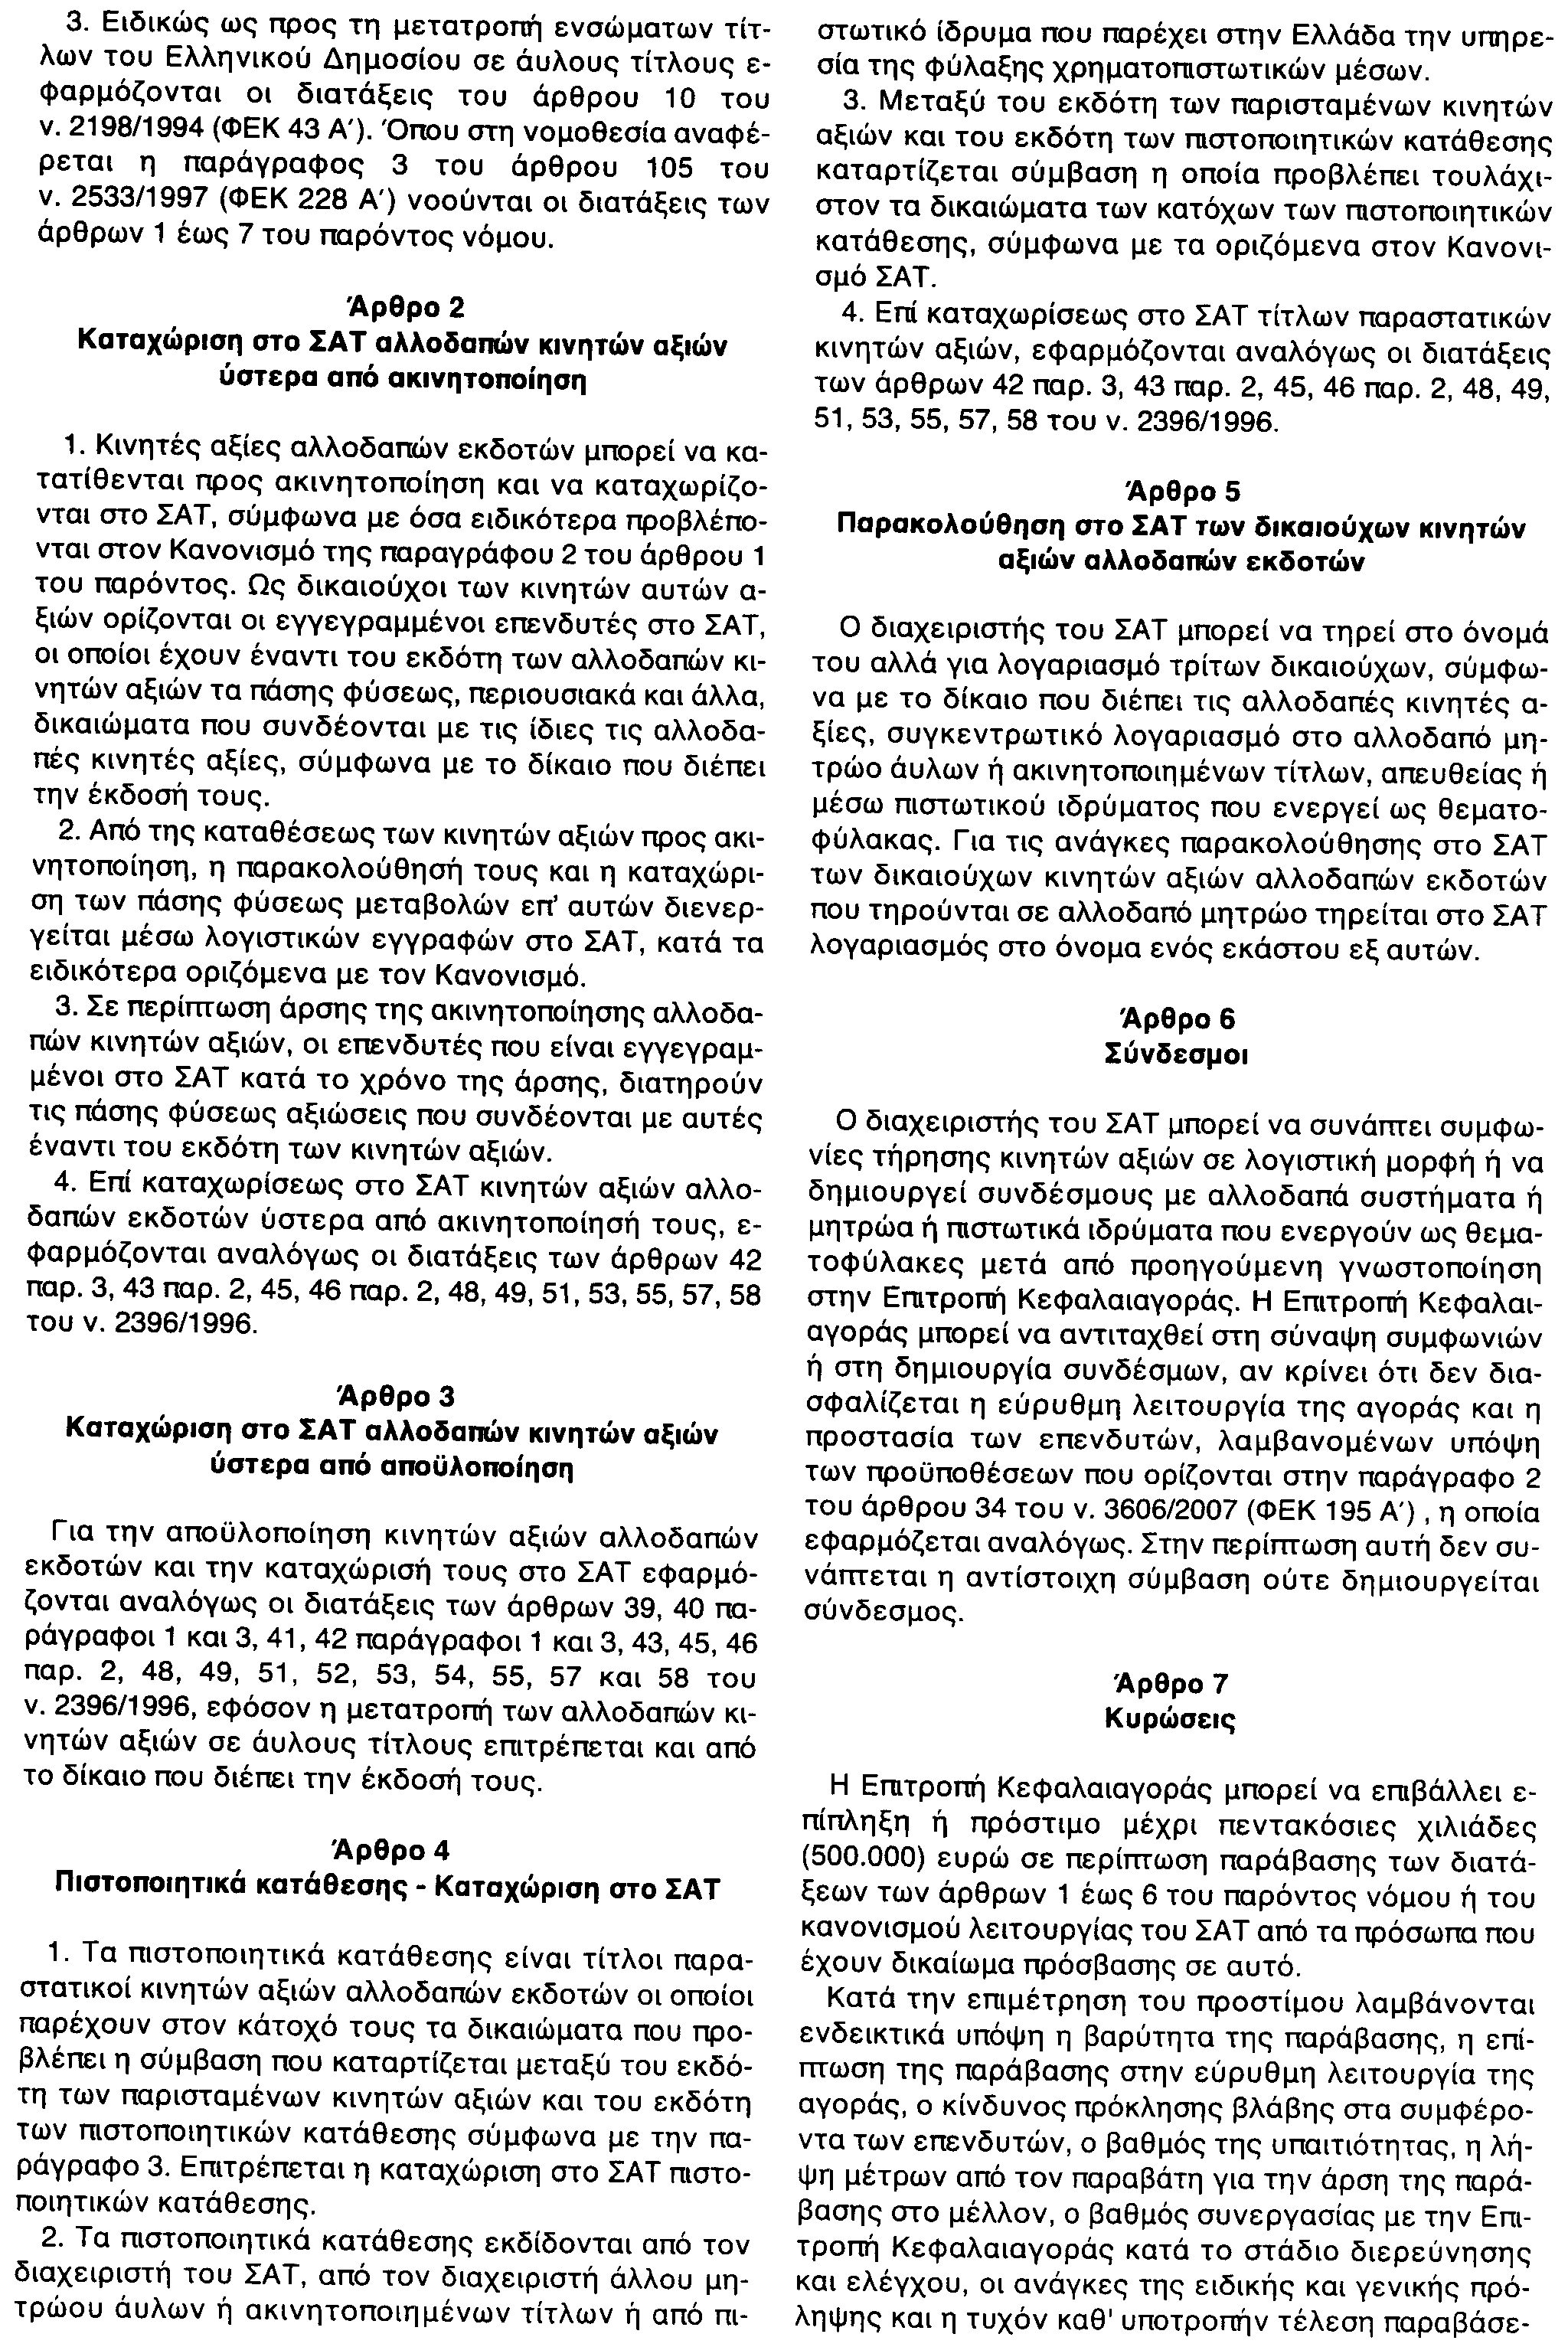 3. Ειδικώς ως προς τη μετατροπή ενσώματων τίτ-
λων του Ελληνικού Δημοσίου σε άυλους τίτλους ε-
φαρμόζονται οι διατάξεις του άρθρου 10 του
ν. 2198/1994 (ΦΕΚ 43 Α'). Όπου στη νομοθεσία αναφέ-
ρεται η παράγραφος 3 του άρθρου 105 του
ν. 2533/1997 (ΦΕΚ 228 Α') νοούνται οι διατάξεις των
άρθρων 1 έως 7 του παρόντος νόμου.
Άρθρο 2
Καταχώριση στο ΣΑΤ αλλοδαπών κινητών αξιών
ύστερα από ακινητοποίηση
1. Κινητές αξίες αλλοδαπών εκδοτών μπορεί να κα-
τατίθενται προς ακινητοποίηση και να καταχωρίζο-
νται στο ΣΑΤ, σύμφωνα με όσα ειδικότερα προβλέπο-
νται στον Κανονισμό της παραγράφου 2 του άρθρου 1
του παρόντος. Ως δικαιούχοι των κινητών αυτών α-
ξιών ορίζονται οι εγγεγραμμένοι επενδυτές στο ΣΑΤ,
οι οποίοι έχουν έναντι του εκδότη των αλλοδαπών κι-
νητών αξιών τα πάσης φύσεως, περιουσιακά και άλλα,
δικαιώματα που συνδέονται με τις ίδιες τις αλλοδα-
πές κινητές αξίες, σύμφωνα με το δίκαιο που διέπει
την έκδοσή τους.
2. Από της καταθέσεως των κινητών αξιών προς ακι-
νητοποίηση, η παρακολούθησή τους και η καταχώρι-
ση των πάσης φύσεως μεταβολών επ' αυτών διενερ-
γείται μέσω λογιστικών εγγραφών στο ΣΑΤ, κατά τα
ειδικότερα οριζόμενα με τον Κανονισμό.
3. Σε περίπτωση άρσης της ακινητοποίησης αλλοδα-
πών κινητών αξιών, οι επενδυτές που είναι εγγεγραμ-
μένοι στο ΣΑΤ κατά το χρόνο της άρσης, διατηρούν
τις πάσης φύσεως αξιώσεις που συνδέονται με αυτές
έναντι του εκδότη των κινητών αξιών.
4. Επί καταχωρίσεως στο ΣΑΤ κινητών αξιών αλλο-
δαπών εκδοτών ύστερα από ακινητοποίησή τους, ε-
φαρμόζονται αναλόγως οι διατάξεις των άρθρων 42
παρ. 3, 43 παρ. 2, 45, 46 παρ. 2, 48, 49, 51, 53, 55, 57, 58
του ν. 2396/1996.
Άρθρο 3
Καταχώριση στο ΣΑΤ αλλοδαπών κινητών αξιών
ύστερα από αποϋλοποίηση
Για την αποϋλοποίηση κινητών αξιών αλλοδαπών
εκδοτών και την καταχώρισή τους στο ΣΑΤ εφαρμό-
ζονται αναλόγως οι διατάξεις των άρθρων 39, 40 πα-
ράγραφοι 1 και 3, 41, 42 παράγραφοι 1 και 3, 43, 45, 46
παρ. 2, 48, 49, 51, 52, 53, 54, 55, 57 και 58 του
ν. 2396/1996, εφόσον η μετατροπή των αλλοδαπών κι-
νητών αξιών σε άυλους τίτλους επιτρέπεται και από
το δίκαιο που διέπει την έκδοσή τους.
Άρθρο 4
Πιστοποιητικά κατάθεσης - Καταχώριση στο ΣΑΤ
1. Τα πιστοποιητικά κατάθεσης είναι τίτλοι παρα-
στατικοί κινητών αξιών αλλοδαπών εκδοτών οι οποίοι
παρέχουν στον κάτοχό τους τα δικαιώματα που προ-
βλέπει η σύμβαση που καταρτίζεται μεταξύ του εκδό-
τη των παρισταμένων κινητών αξιών και του εκδότη
των πιστοποιητικών κατάθεσης σύμφωνα με την πα-
ράγραφο 3. Επιτρέπεται η καταχώριση στο ΣΑΤ πιστο-
ποιητικών κατάθεσης.
2. Τα πιστοποιητικά κατάθεσης εκδίδονται από τον
διαχειριστή του ΣΑΤ, από τον διαχειριστή άλλου μη-
τρώου άυλων ή ακινητοποιημένων τίτλων ή από πι-
στωτικό ίδρυμα που παρέχει στην Ελλάδα την υπηρε-
σία της φύλαξης χρηματοπιστωτικών μέσων.
3. Μεταξύ του εκδότη των παρισταμένων κινητών
αξιών και του εκδότη των πιστοποιητικών κατάθεσης
καταρτίζεται σύμβαση η οποία προβλέπει τουλάχι-
στον τα δικαιώματα των κατόχων των πιστοποιητικών
κατάθεσης, σύμφωνα με τα οριζόμενα στον Κανονι-
σμό ΣΑΤ.
4. Επί καταχωρίσεως στο ΣΑΤ τίτλων παραστατικών
κινητών αξιών, εφαρμόζονται αναλόγως οι διατάξεις
των άρθρων 42 παρ. 3, 43 παρ. 2, 45, 46 παρ. 2, 48, 49,
51, 53, 55, 57, 58 του ν. 2396/1996.
Άρθρο 5
Παρακολούθηση στο ΣΑΤ των δικαιούχων κινητών
αξιών αλλοδαπών εκδοτών
Ο διαχειριστής του ΣΑΤ μπορεί να τηρεί στο όνομά
του αλλά για λογαριασμό τρίτων δικαιούχων, σύμφω-
να με το δίκαιο που διέπει τις αλλοδαπές κινητές α-
ξίες, συγκεντρωτικό λογαριασμό στο αλλοδαπό μη-
τρώο άυλων ή ακινητοποιημένων τίτλων, απευθείας ή
μέσω πιστωτικού ιδρύματος που ενεργεί ως θεματο-
φύλακας. Για τις ανάγκες παρακολούθησης στο ΣΑΤ
των δικαιούχων κινητών αξιών αλλοδαπών εκδοτών
που τηρούνται σε αλλοδαπό μητρώο τηρείται στο ΣΑΤ
λογαριασμός στο όνομα ενός εκάστου εξ αυτών.
Άρθρο 6
Σύνδεσμοι
Ο διαχειριστής του ΣΑΤ μπορεί να συνάπτει συμφω-
νίες τήρησης κινητών αξιών σε λογιστική μορφή ή να
δημιουργεί συνδέσμους με αλλοδαπά συστήματα ή
μητρώα ή πιστωτικά ιδρύματα που ενεργούν ως θεμα-
τοφύλακες μετά από προηγούμενη γνωστοποίηση
στην Επιτροπή Κεφαλαιαγοράς. Η Επιτροπή Κεφαλαι-
αγοράς μπορεί να αντιταχθεί στη σύναψη συμφωνιών
ή στη δημιουργία συνδέσμων, αν κρίνει ότι δεν δια-
σφαλίζεται η εύρυθμη λειτουργία της αγοράς και η
προστασία των επενδυτών, λαμβανομένων υπόψη
των προϋποθέσεων που ορίζονται στην παράγραφο 2
του άρθρου 34 του ν. 3606/2007 (ΦΕΚ 195 Α') , η οποία
εφαρμόζεται αναλόγως. Στην περίπτωση αυτή δεν συ-
νάπτεται η αντίστοιχη σύμβαση ούτε δημιουργείται
σύνδεσμος.
Άρθρο 7
Κυρώσεις
Η Επιτροπή Κεφαλαιαγοράς μπορεί να επιβάλλει ε-
πίπληξη ή πρόστιμο μέχρι πεντακόσιες χιλιάδες
(500.000) ευρώ σε περίπτωση παράβασης των διατά-
ξεων των άρθρων 1 έως 6 του παρόντος νόμου ή του
κανονισμού λειτουργίας του ΣΑΤ από τα πρόσωπα που
έχουν δικαίωμα πρόσβασης σε αυτό.
Κατά την επιμέτρηση του προστίμου λαμβάνονται
ενδεικτικά υπόψη η βαρύτητα της παράβασης, η επί-
πτωση της παράβασης στην εύρυθμη λειτουργία της
αγοράς, ο κίνδυνος πρόκλησης βλάβης στα συμφέρο-
ντα των επενδυτών, ο βαθμός της υπαιτιότητας, η λή-
ψη μέτρων από τον παραβάτη για την άρση της παρά-
βασης στο μέλλον, ο βαθμός συνεργασίας με την Επι-
τροπή Κεφαλαιαγοράς κατά το στάδιο διερεύνησης
και ελέγχου, οι ανάγκες της ειδικής και γενικής πρό-
ληψης και η τυχόν καθ' υποτροπήν τέλεση παραβάσε-